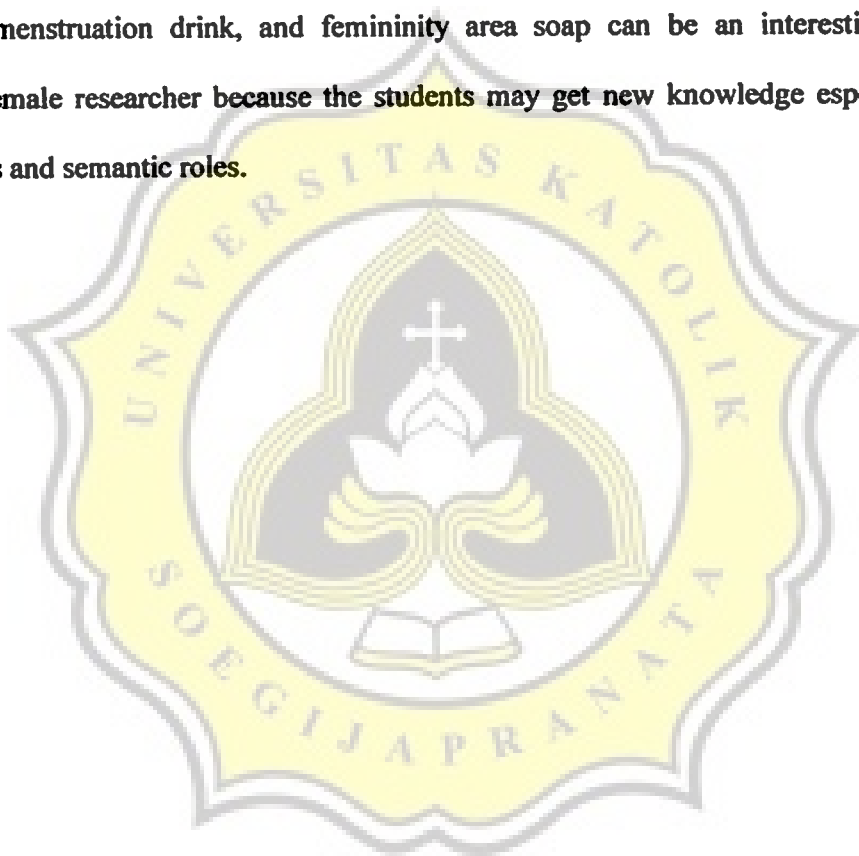 menstruation drink, and femininity area soap can be an interesti
emale researcher because the students may get new knowledge esp
s and semantic roles.
UNIVERSITAS KATOLIK
SOEGIJAPRANATA